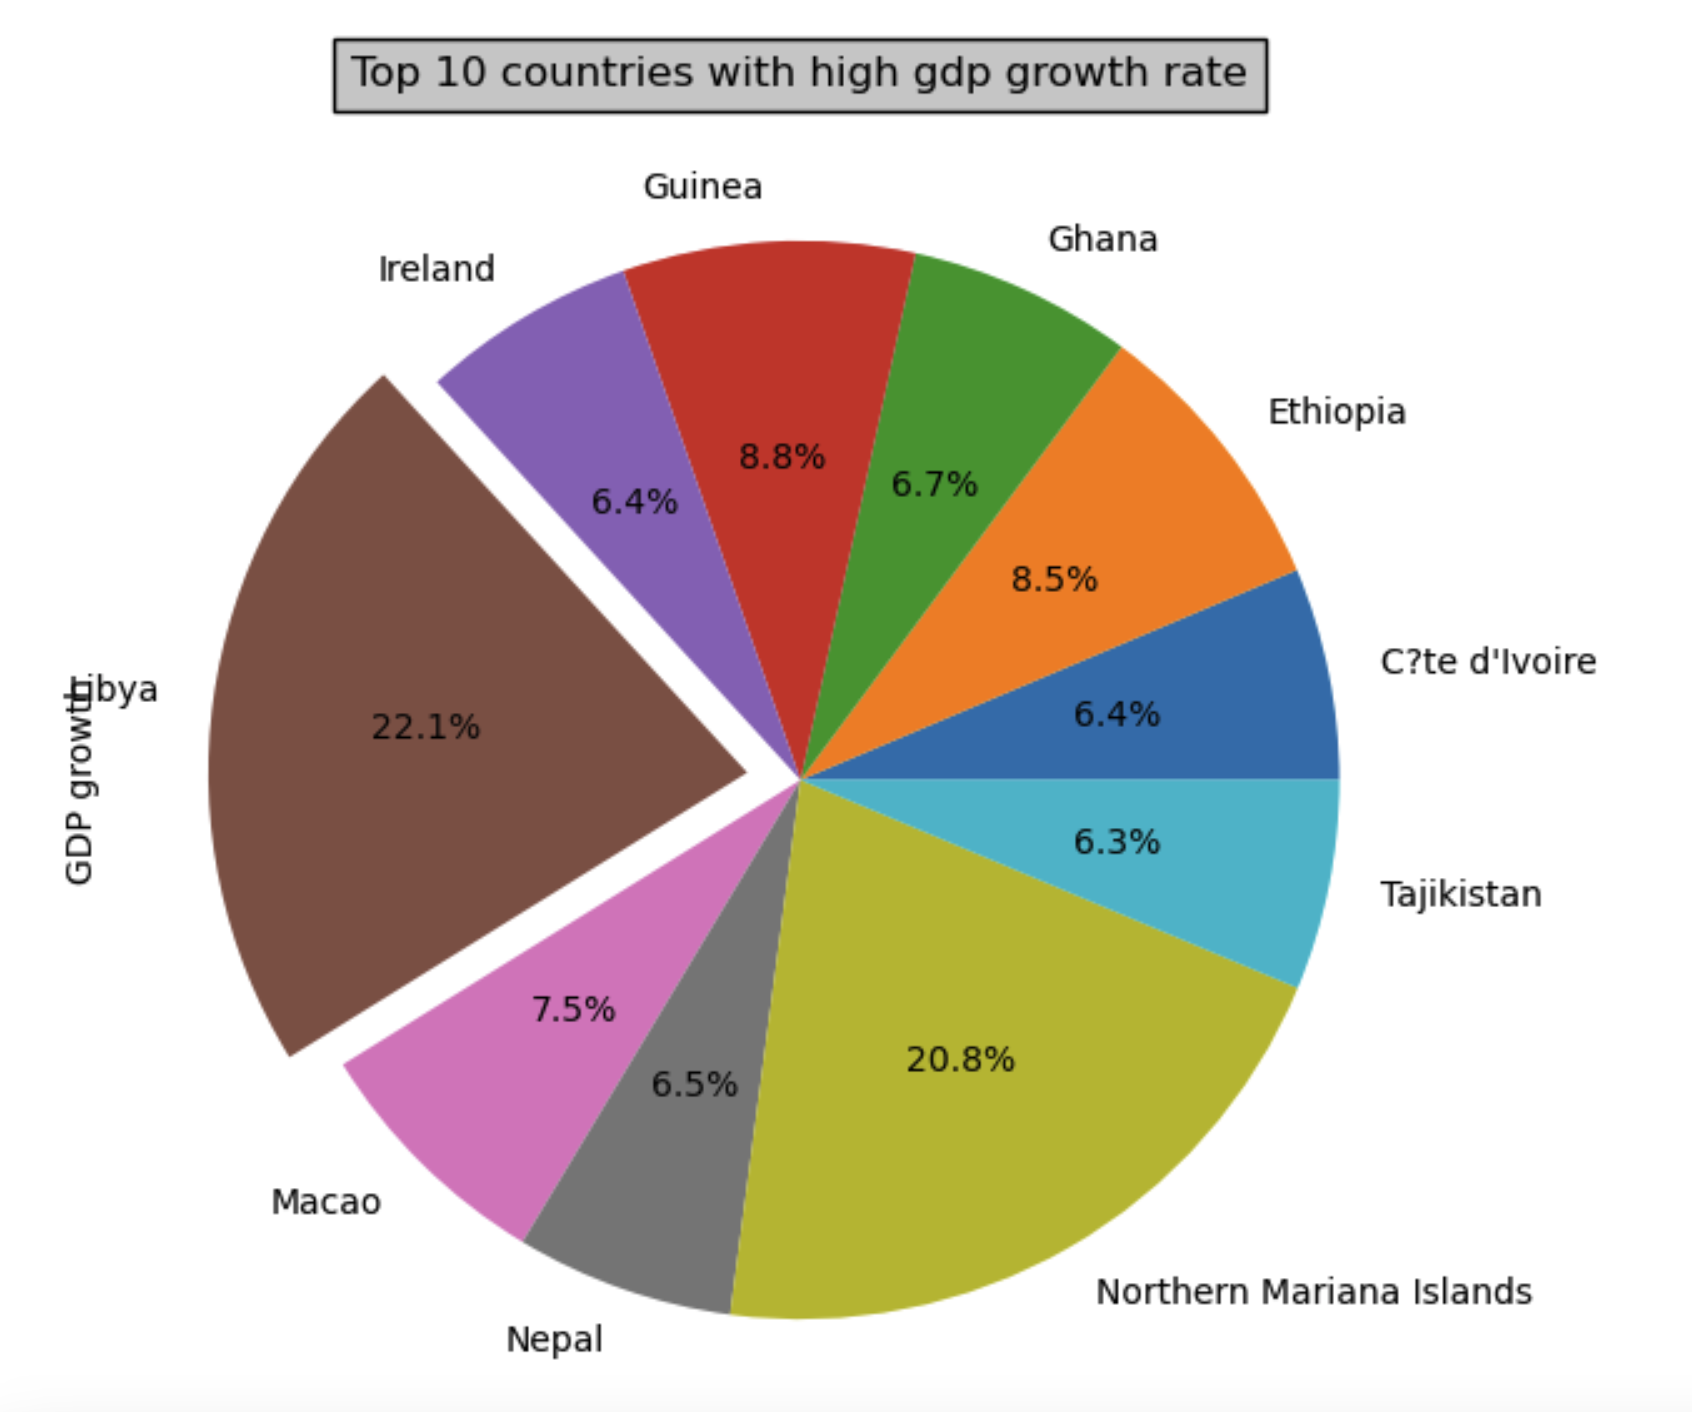 Top 10 countries with high gdp growth rate
Guinea
Ghana
Ireland
Ethiopia
8.8%
6.7%
6.4%
8.5%
C?te d'Ivoire
Libya
22.1%
6.4%
GDP growth
6.3%
Tajikistan
7.5%
20.8%
6.5%
Macao
Northern Mariana Islands
Nepal